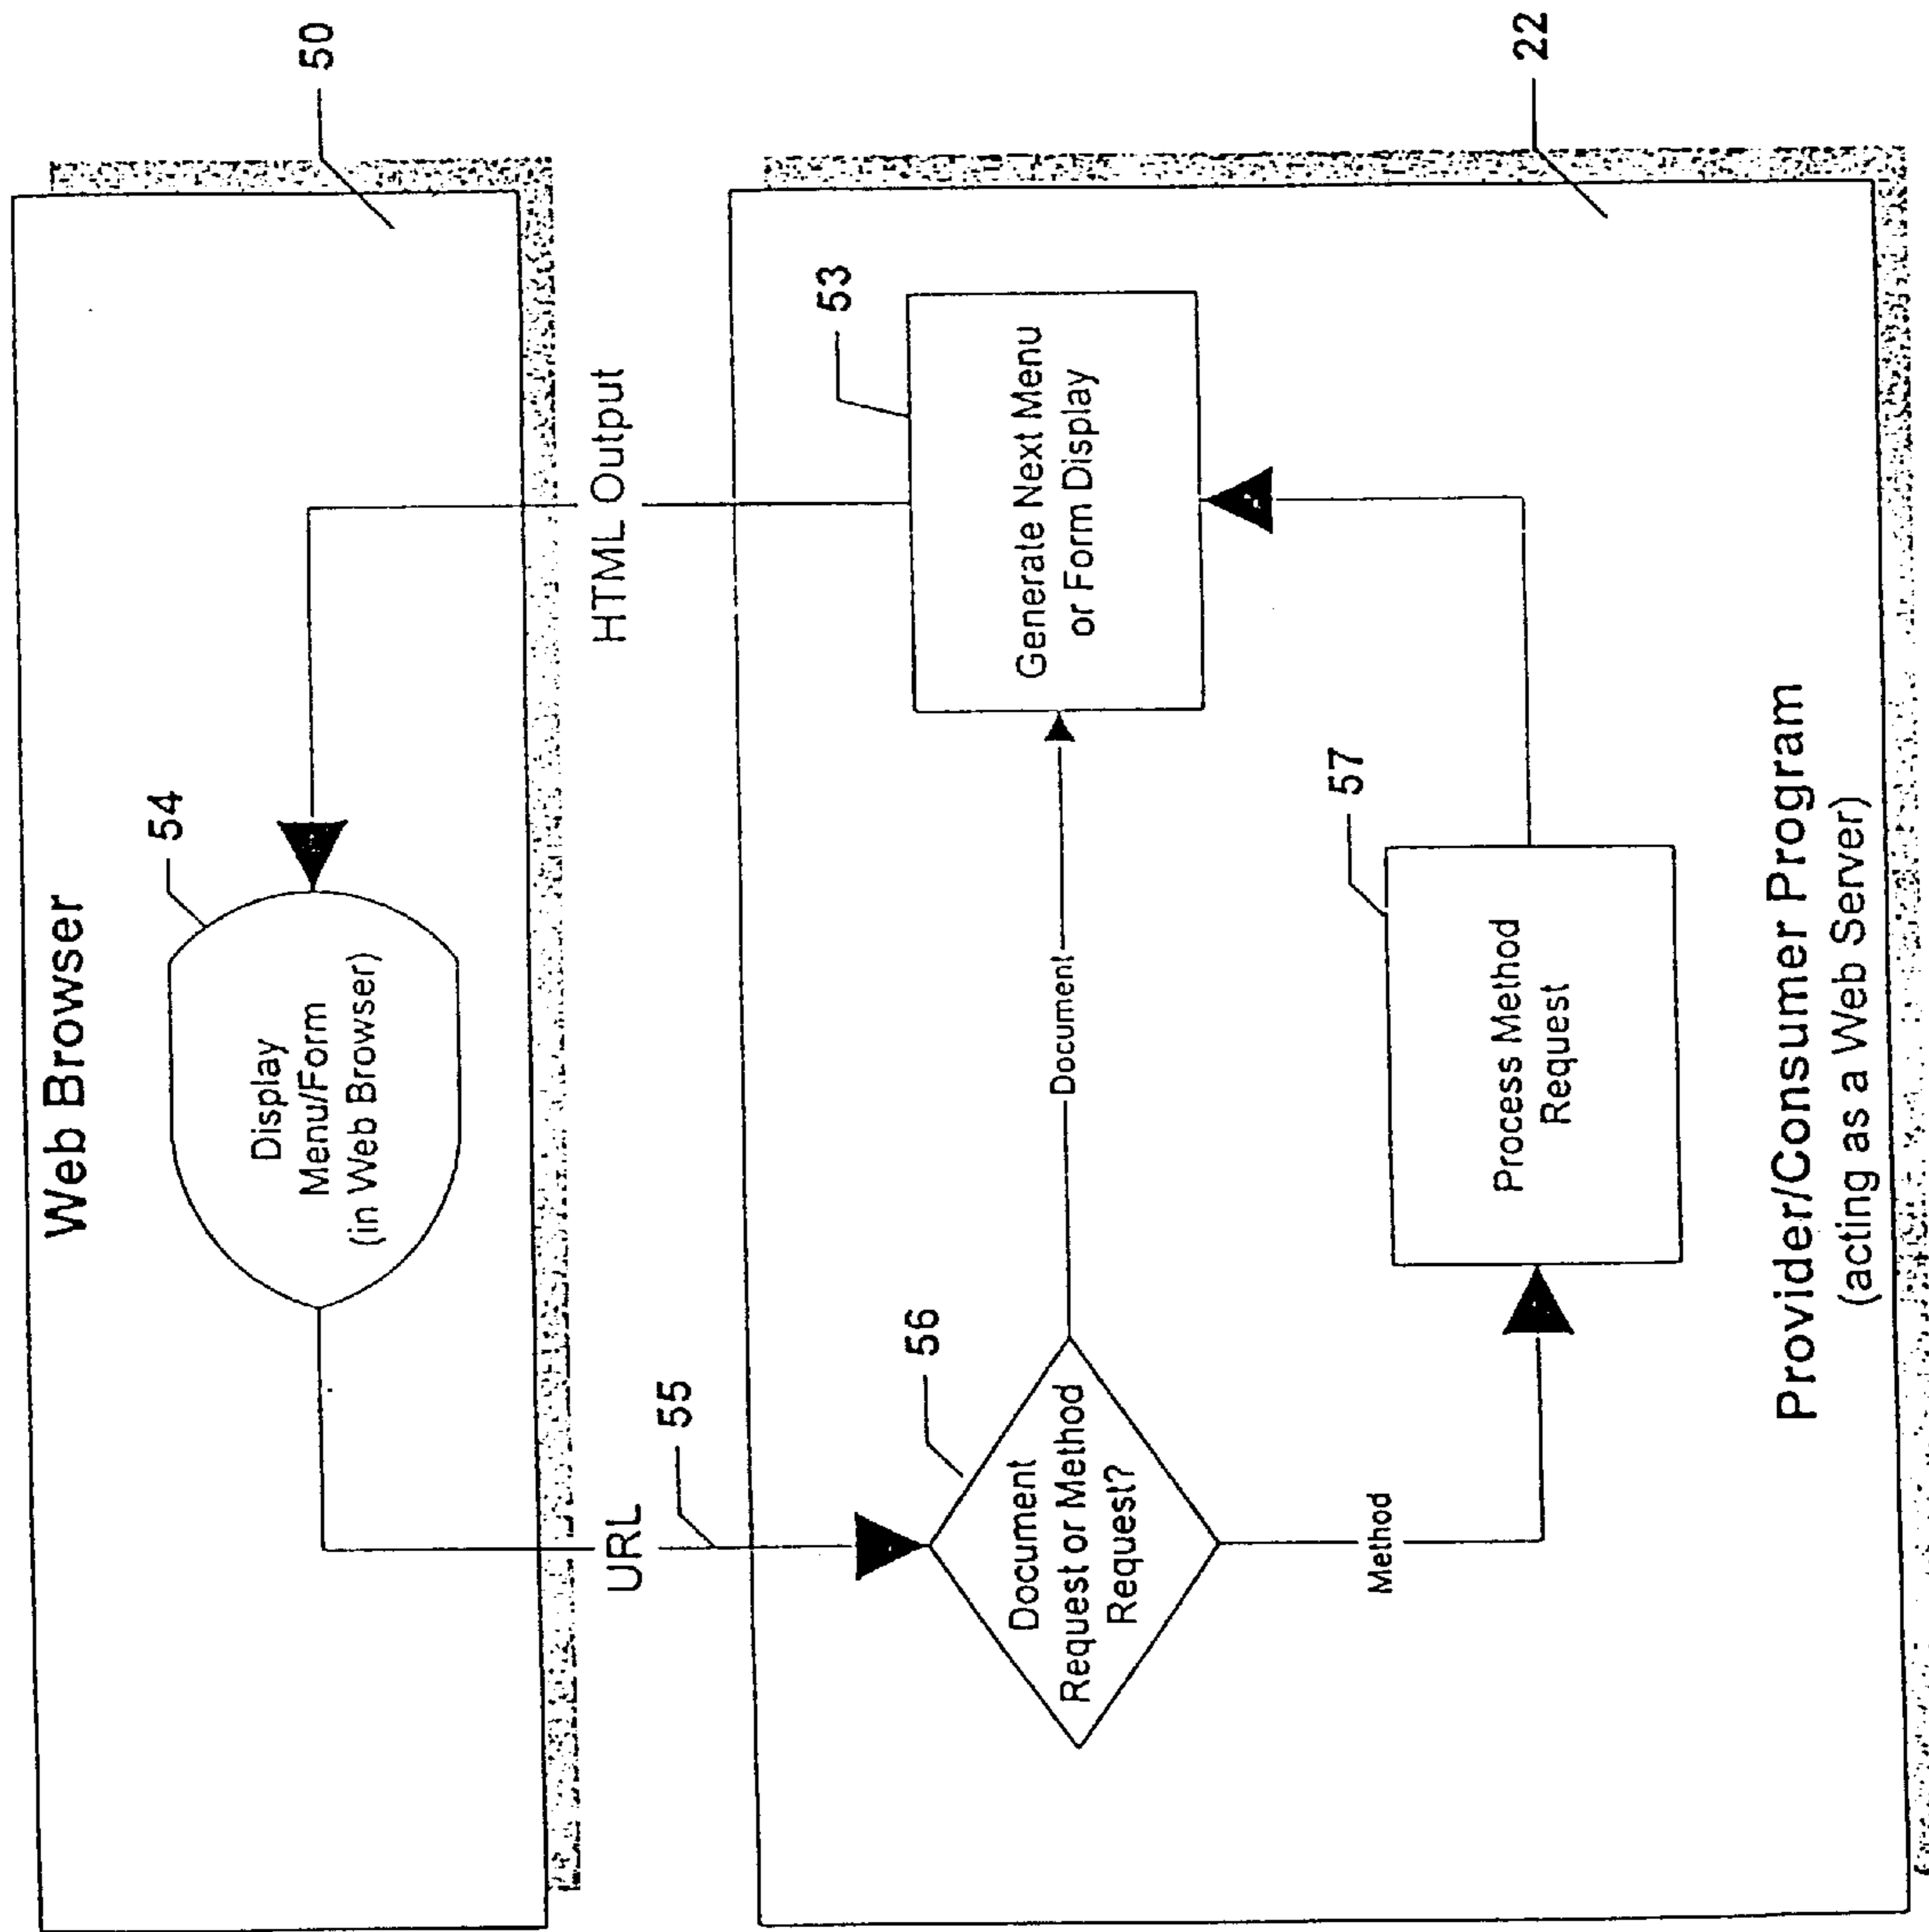 Web Browser
50
54
Display
Menu/Form
(in Web Browser)
URL
55
HTML Output
56
Document
Request or Method
Request?
Document
53
Generate Next Menu
or Form Display
Method
57
Process Method
Request
22
Provider/Consumer Program
(acting as a Web Server)